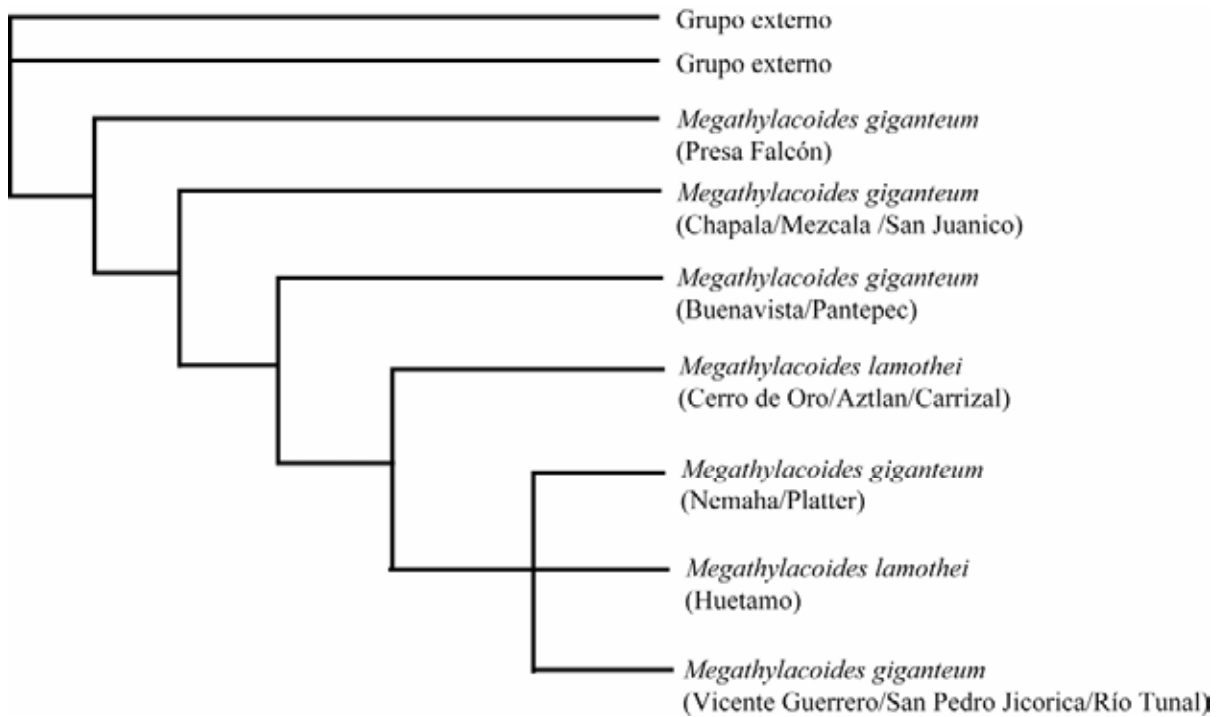 Grupo externo
Grupo externo
Megathylacoides giganteum
(Presa Falcón)
Megathylacoides giganteum
(Chapala/Mezcala /San Juanico)
Megathylacoides giganteum
(Buenavista/Pantepec)
Megathylacoides lamothei
(Cerro de Oro/Aztlan/Carrizal)
Megathylacoides giganteum
(Nemaha/Platter)
Megathylacoides lamothei
(Huetamo)
Megathylacoides giganteum
(Vicente Guerrero/San Pedro Jicorica/Río Tunal)